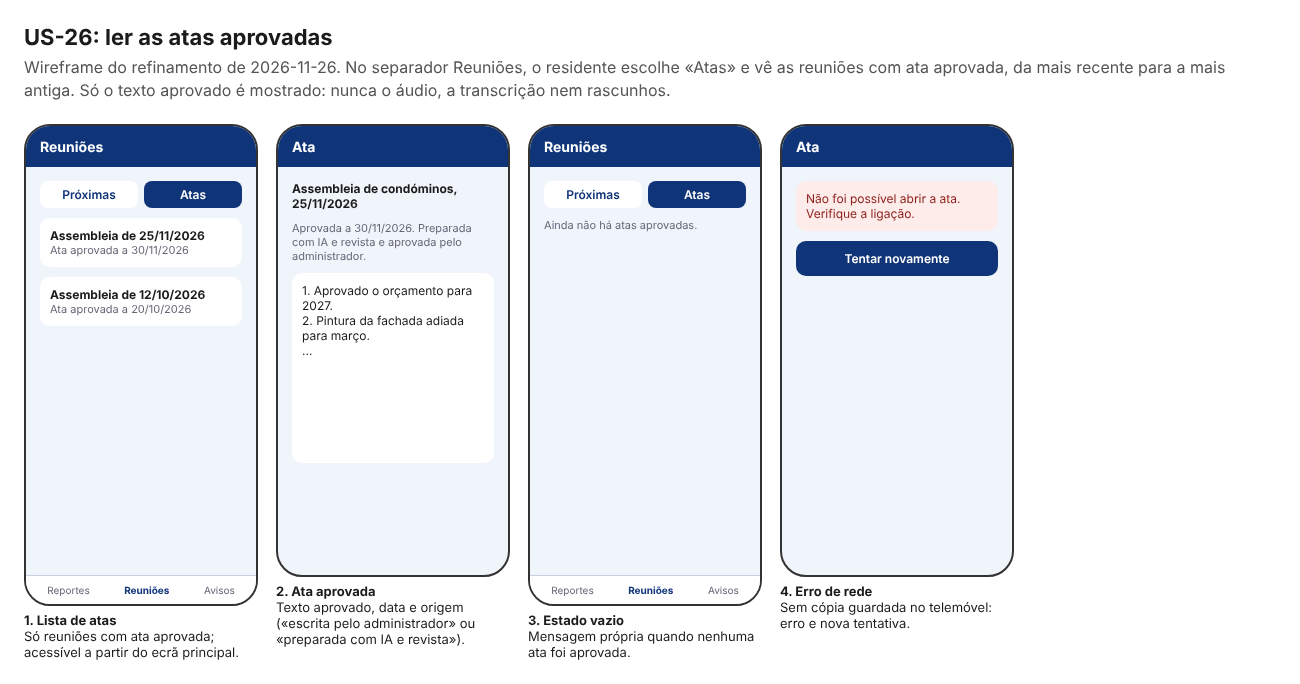 US-26: ler as atas aprovadas
Wireframe do refinamento de 2026-11-26. No separador Reuniões, o residente escolhe «Atas» e vê as reuniões com ata aprovada, da mais recente para a mais
antiga. Só o texto aprovado é mostrado: nunca o áudio, a transcrição nem rascunhos.
Reuniões
Próximas
Atas
Assembleia de 25/11/2026
Ata aprovada a 30/11/2026
Assembleia de 12/10/2026
Ata aprovada a 20/10/2026
Reportes
Reuniões
Avisos
1. Lista de atas
Só reuniões com ata aprovada;
acessível a partir do ecrã principal.
Ata
Assembleia de condóminos,
25/11/2026
Aprovada a 30/11/2026. Preparada
com IA e revista e aprovada pelo
administrador.
1. Aprovado o orçamento para
2027.
2. Pintura da fachada adiada
para março.
...
2. Ata aprovada
Texto aprovado, data e origem
(«escrita pelo administrador» ou
«preparada com IA e revista»).
Reuniões
Próximas
Atas
Ainda não há atas aprovadas.
Reportes
Reuniões
Avisos
3. Estado vazio
Mensagem própria quando nenhuma
ata foi aprovada.
Ata
Não foi possível abrir a ata.
Verifique a ligação.
Tentar novamente
4. Erro de rede
Sem cópia guardada no telemóvel:
erro e nova tentativa.